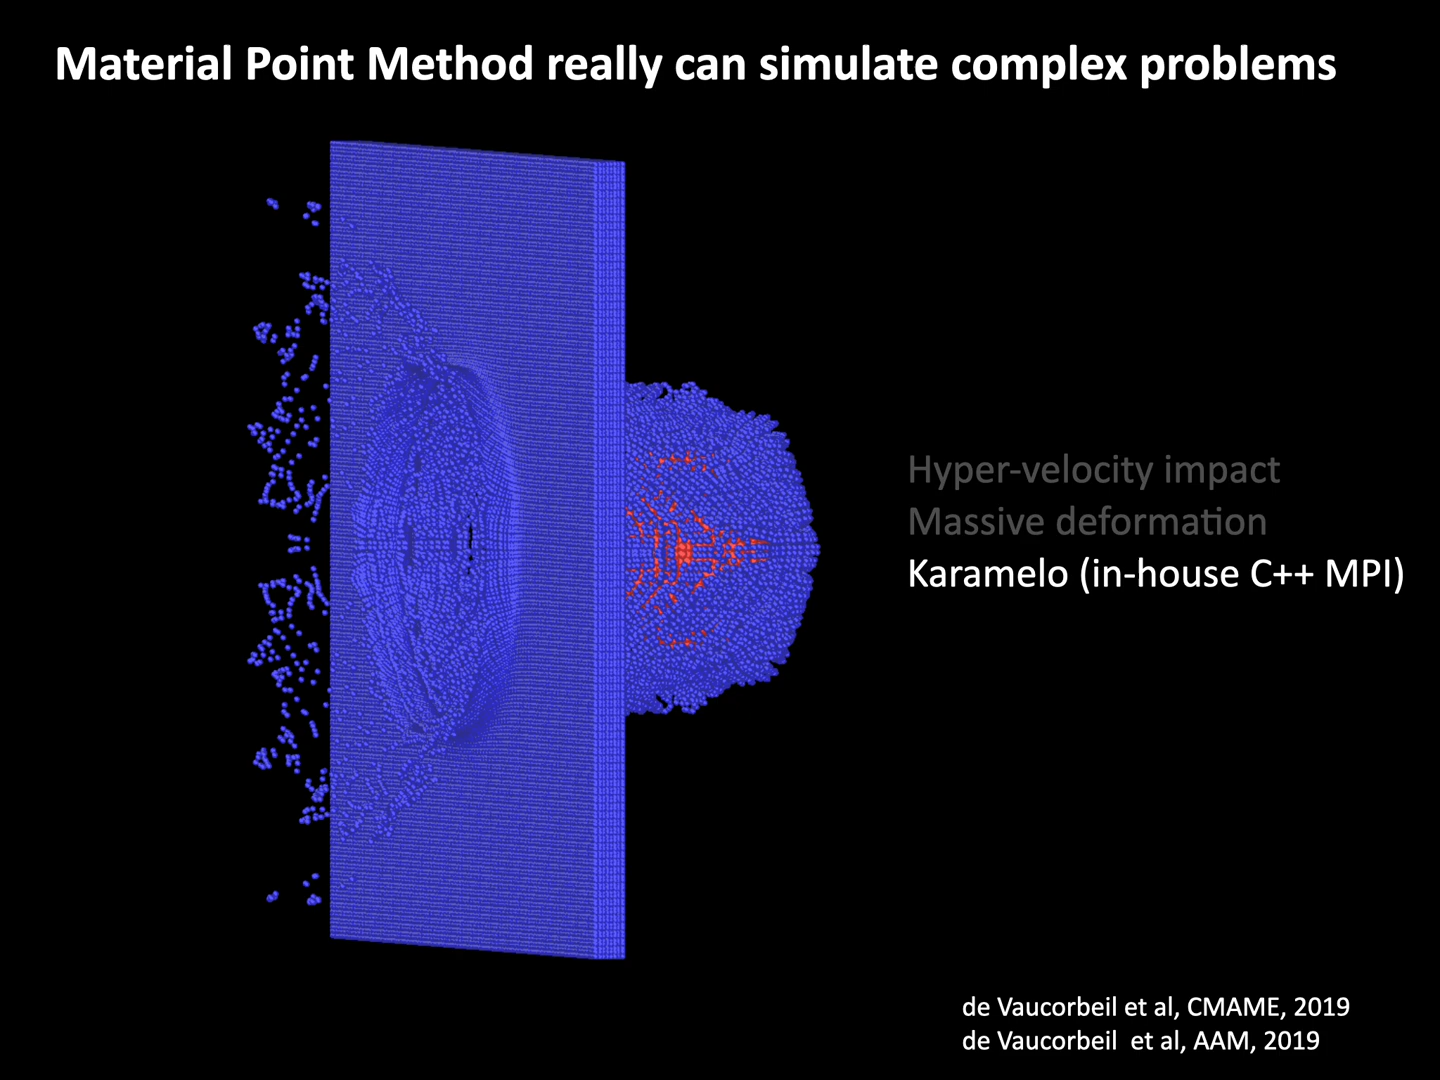 Material Point Method really can simulate complex problems
Hyper-velocity impact
Massive deformation
Karamelo (in-house C++ MPI)
de Vaucorbeil et al, CMAME, 2019
de Vaucorbeil  et al, AAM, 2019